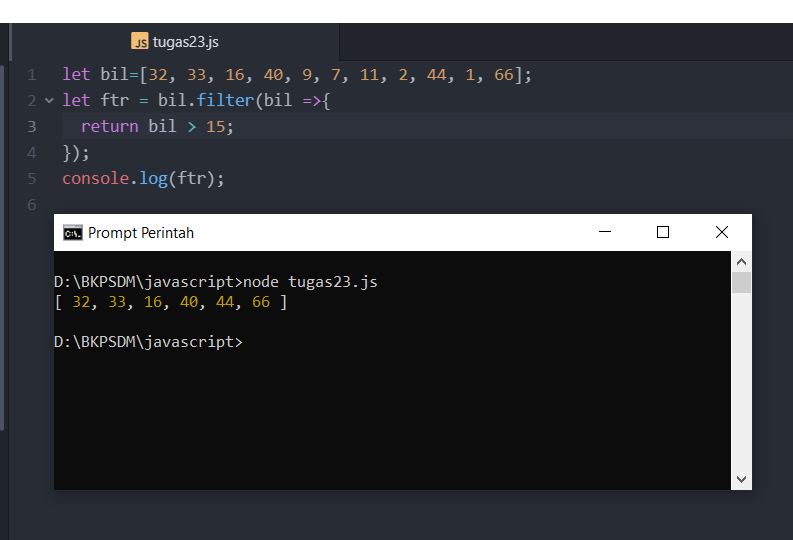 JS tugas23.js
1 let bil=[32, 33, 16, 40, 9, 7, 11, 2, 44, 1, 66];
2 let ftr = bil.filter(bil =>{
3 return bil > 15;
4 });
5 console.log(ftr);
6
C:\. Prompt Perintah
D:\BKPSDM\javascript>node tugas23.js
[ 32, 33, 16, 40, 44, 66 ]
D:\BKPSDM\javascript>